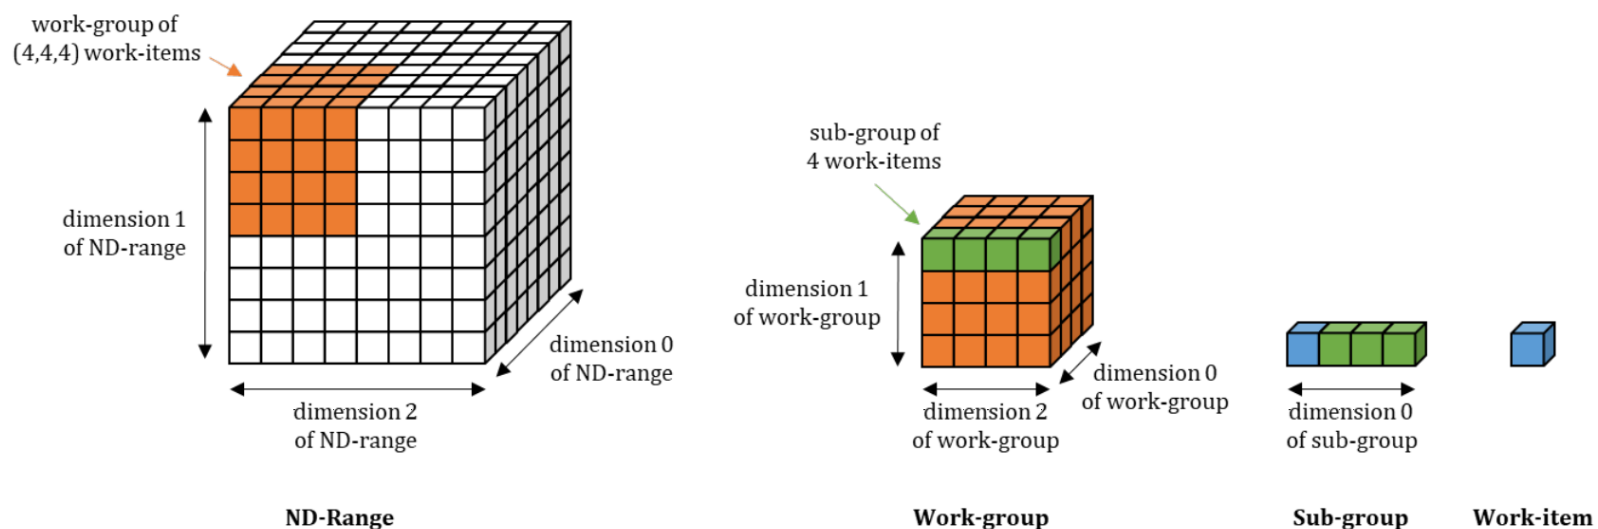 work-group of
(4,4,4) work-items
dimension 1
of ND-range
dimension 0
of ND-range
dimension 2
of ND-range
ND-Range
sub-group of
4 work-items
dimension 1
of work-group
dimension 0
of work-group
dimension 2
of work-group
Work-group
dimension 0
of sub-group
Sub-group
Work-item